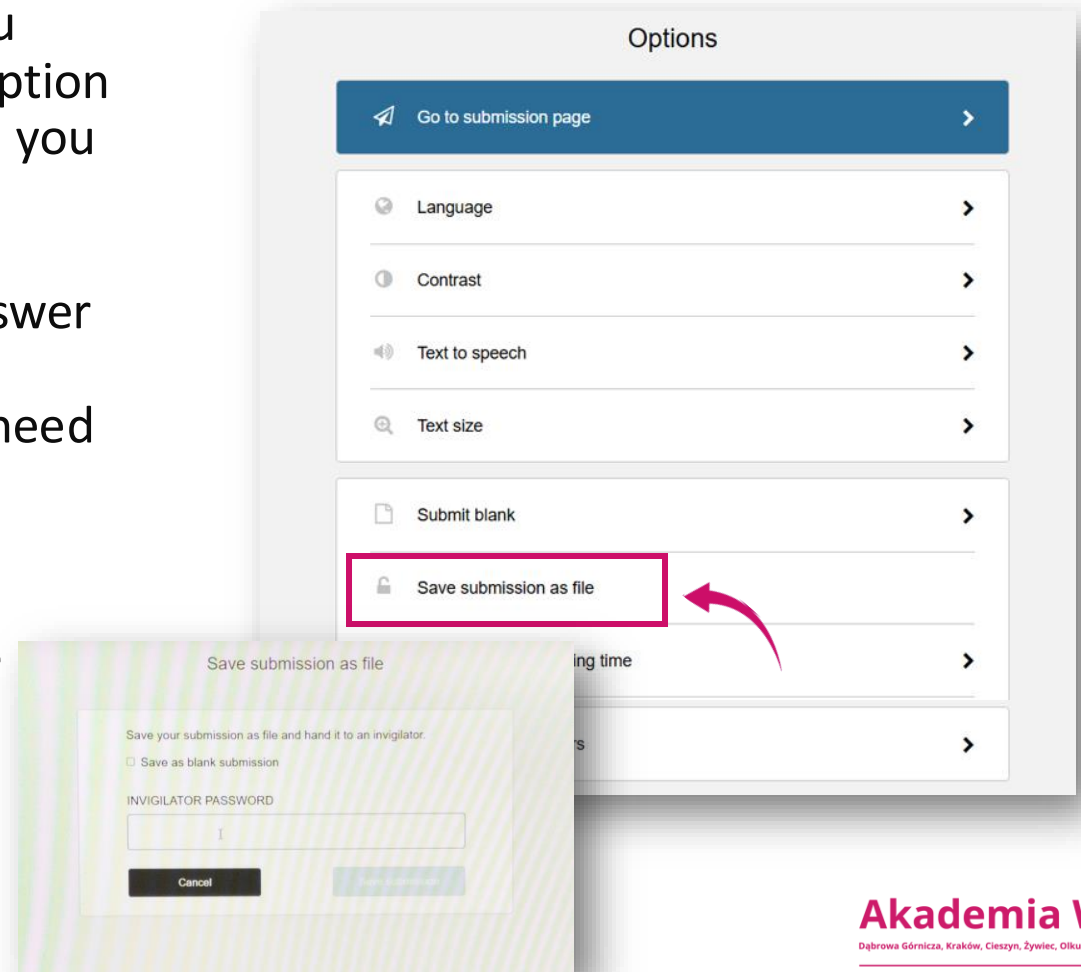 u
ption
you
swer
need
Options
Go to submission page
Language
Contrast
Text to speech
Text size
Submit blank
Save submission as file
ing time
rs
Save submission as file
Save your submission as file and hand it to an invigilator.
Save as blank submission
INVIGILATOR PASSWORD
Cancel
Akademia
Dąbrowa Górnicza, Kraków, Cieszyn, Żywiec, Olku